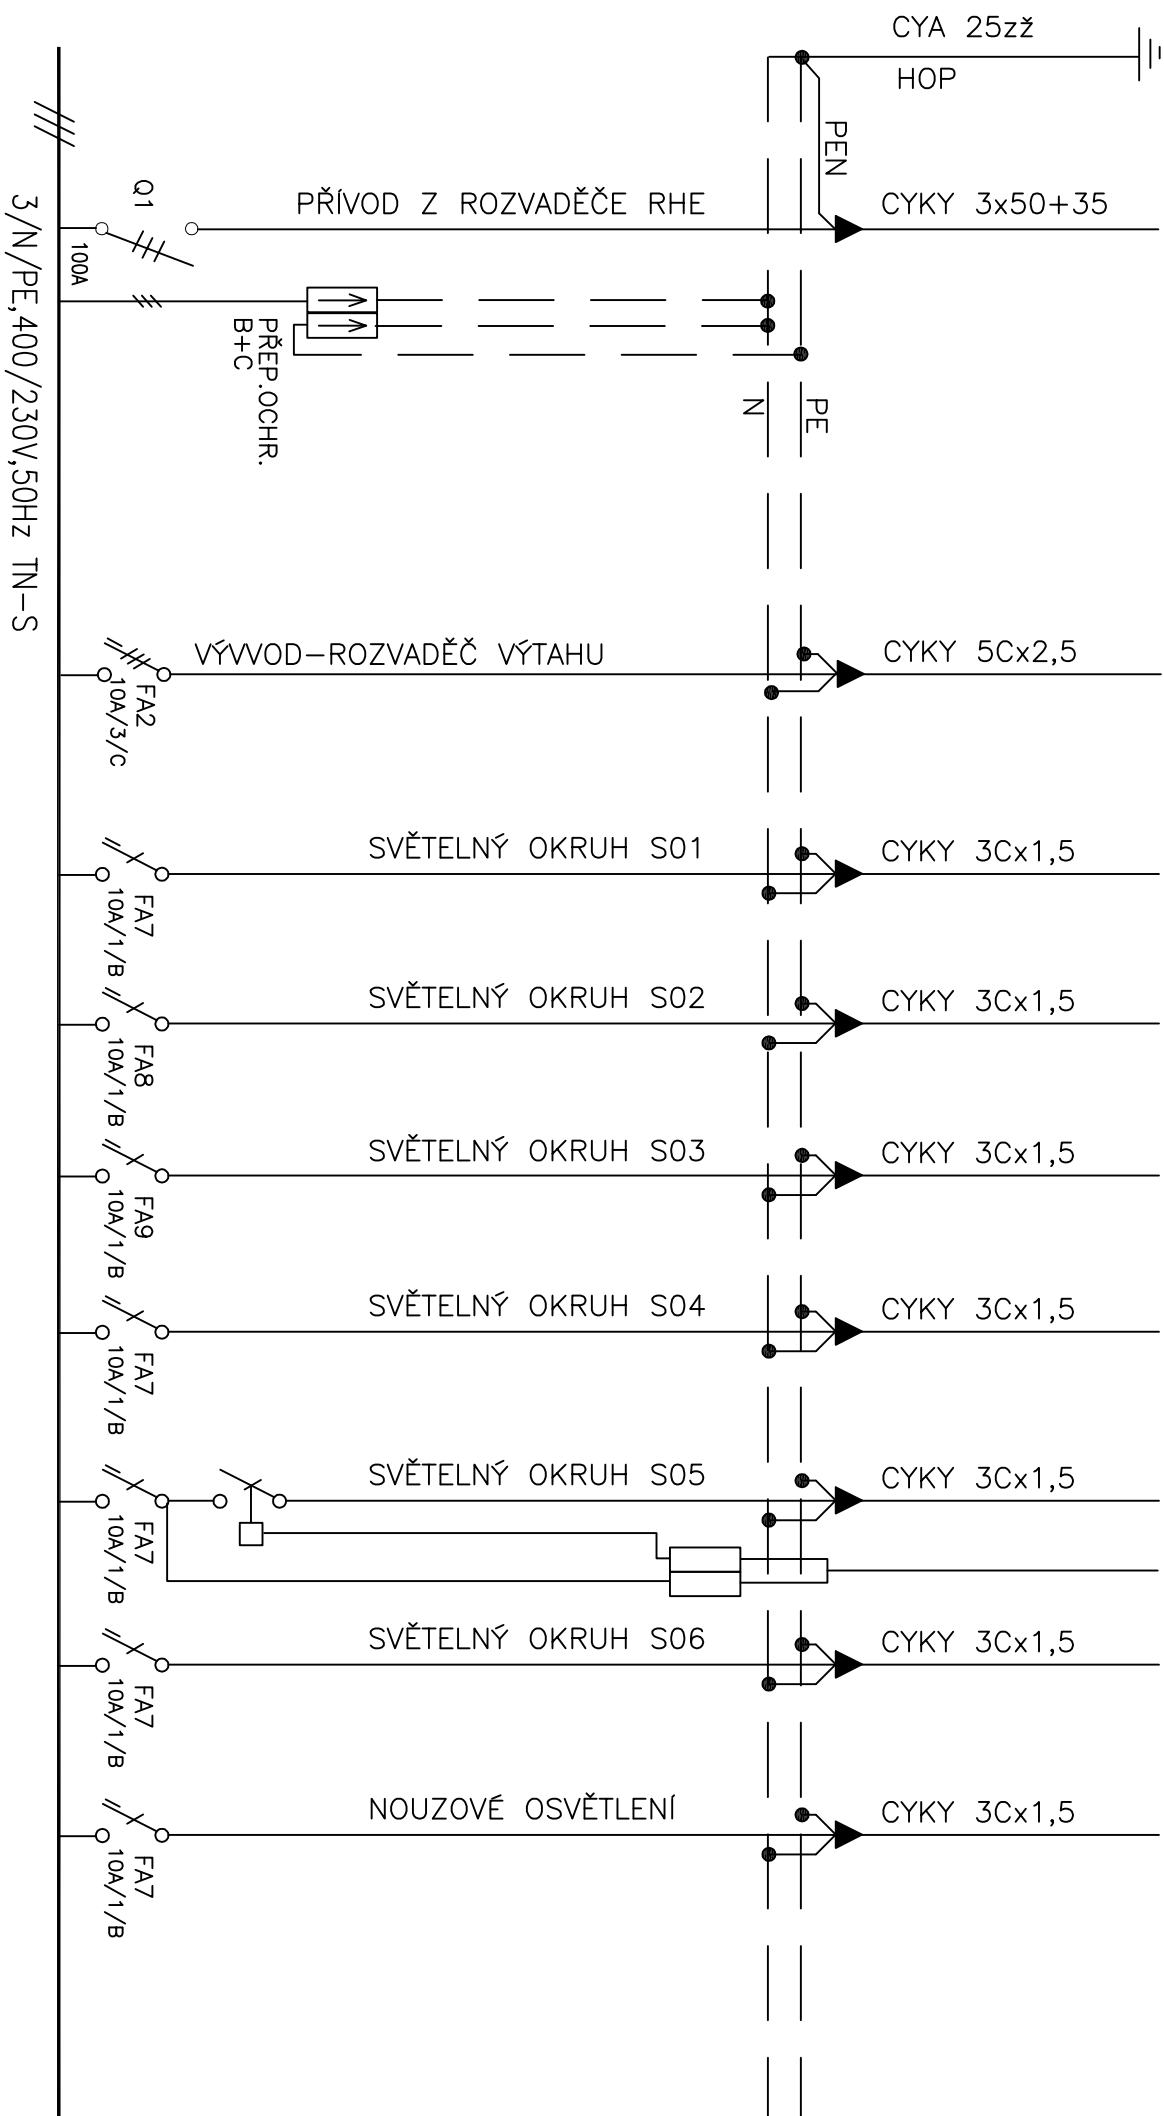 CYA 25zž
HOP
PEN
Q1
100A
PŘÍVOD Z ROZVADĚČE RHE
CYKY 3x50+35
3/N/PE,400/230V,50Hz TN-S
PŘEP.OCHR.
B+C
N
PE
VÝVVOD-ROZVADĚČ VÝTAHU
CYKY 5Cx2,5
FA2
10A/3/C
SVĚTELNÝ OKRUH S01
CYKY 3Cx1,5
FA7
10A/1/B
SVĚTELNÝ OKRUH S02
CYKY 3Cx1,5
FA8
10A/1/B
SVĚTELNÝ OKRUH S03
CYKY 3Cx1,5
FA9
10A/1/B
SVĚTELNÝ OKRUH S04
CYKY 3Cx1,5
FA7
10A/1/B
SVĚTELNÝ OKRUH S05
CYKY 3Cx1,5
FA7
10A/1/B
SVĚTELNÝ OKRUH S06
CYKY 3Cx1,5
FA7
10A/1/B
NOUZOVÉ OSVĚTLENÍ
CYKY 3Cx1,5
FA7
10A/1/B